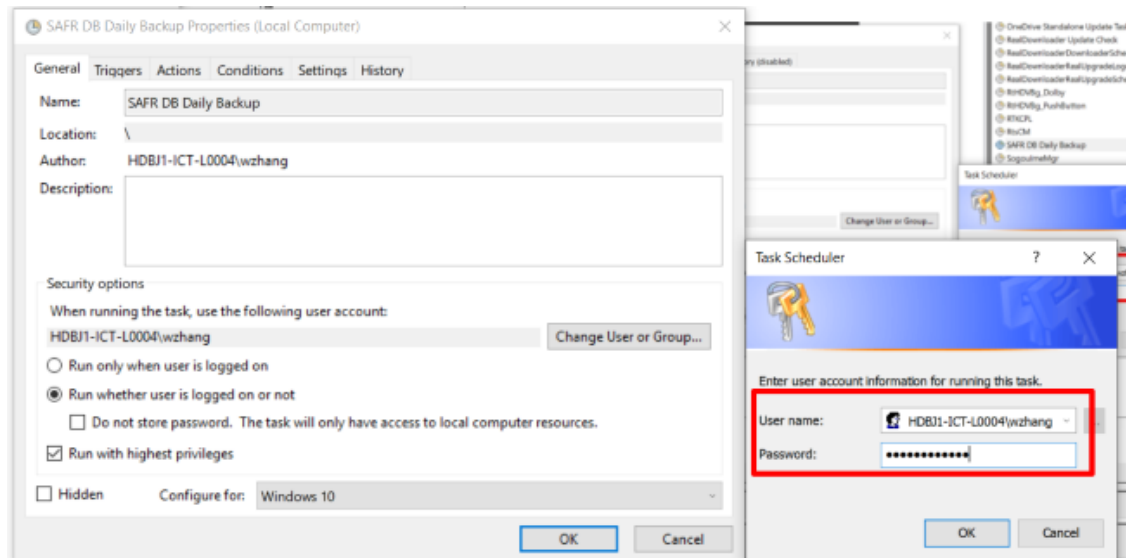 SAFR DB Daily Backup Properties (Local Computer)
General Triggers Actions Conditions Settings History
Name: SAFR DB Daily Backup
Location: \
Author: HDBJ1-ICT-L0004\wzhang
Description:
Security options
When running the task, use the following user account:
HDBJ1-ICT-L0004\wzhang Change User or Group...
Run only when user is logged on
Run whether user is logged on or not
Do not store password. The task will only have access to local computer resources.
Run with highest privileges
Hidden Configure for: Windows 10
OK Cancel
ry (disabled)
Change User or Group...
OneDrive Standalone Update Tas
RealDownloader Update Check
RealDownloaderDownloaderSche
RealDownloaderRealUpgradeLog
RealDownloaderRealUpgradeSche
RtHDVBg_Dolby
RtHDVBg_PushButton
RTKCPL
SAFR DB Daily Backup
SogouImeMgr
Task Scheduler
Task Scheduler ?
Enter user account information for running this task.
User name: HDBJ1-ICT-L0004\wzhang ...
Password: •••••••••••••
OK Cancel